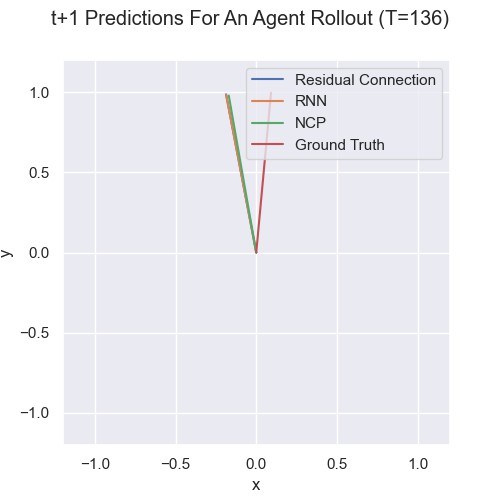 t+1 Predictions For An Agent Rollout (T=136)
Residual Connection
RNN
NCP
Ground Truth
1.0
0.5
0.0
−0.5
−1.0
y
−1.0 −0.5 0.0 0.5 1.0
x